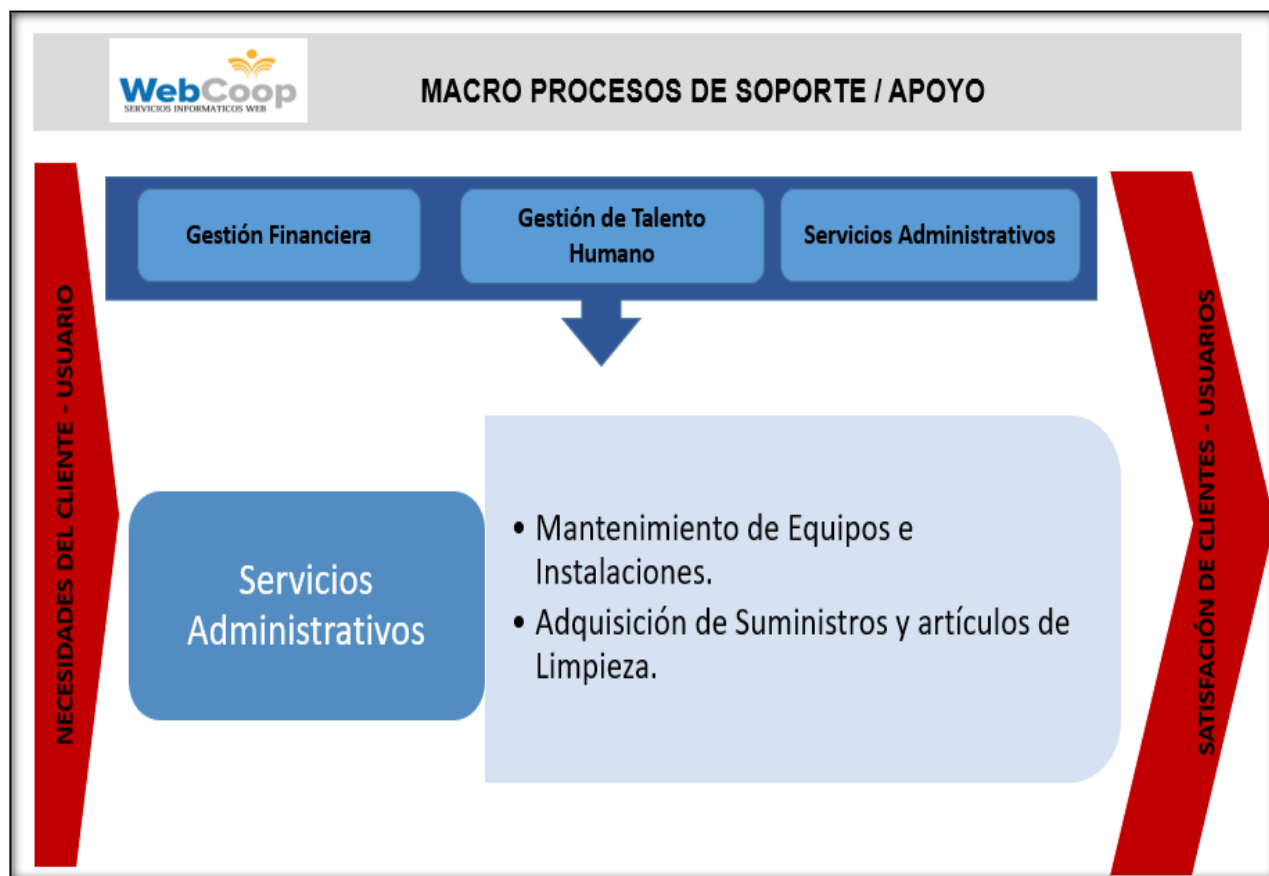 WebCoop
SERVICIOS INFORMATICOS WEB
MACRO PROCESOS DE SOPORTE / APOYO
Gestión Financiera
Gestión de Talento
Humano
Servicios Administrativos
NECESIDADES DEL CLIENTE - USUARIO
Servicios
Administrativos
• Mantenimiento de Equipos e
Instalaciones.
• Adquisición de Suministros y artículos de
Limpieza.
SATISFACIÓN DE CLIENTES - USUARIOS